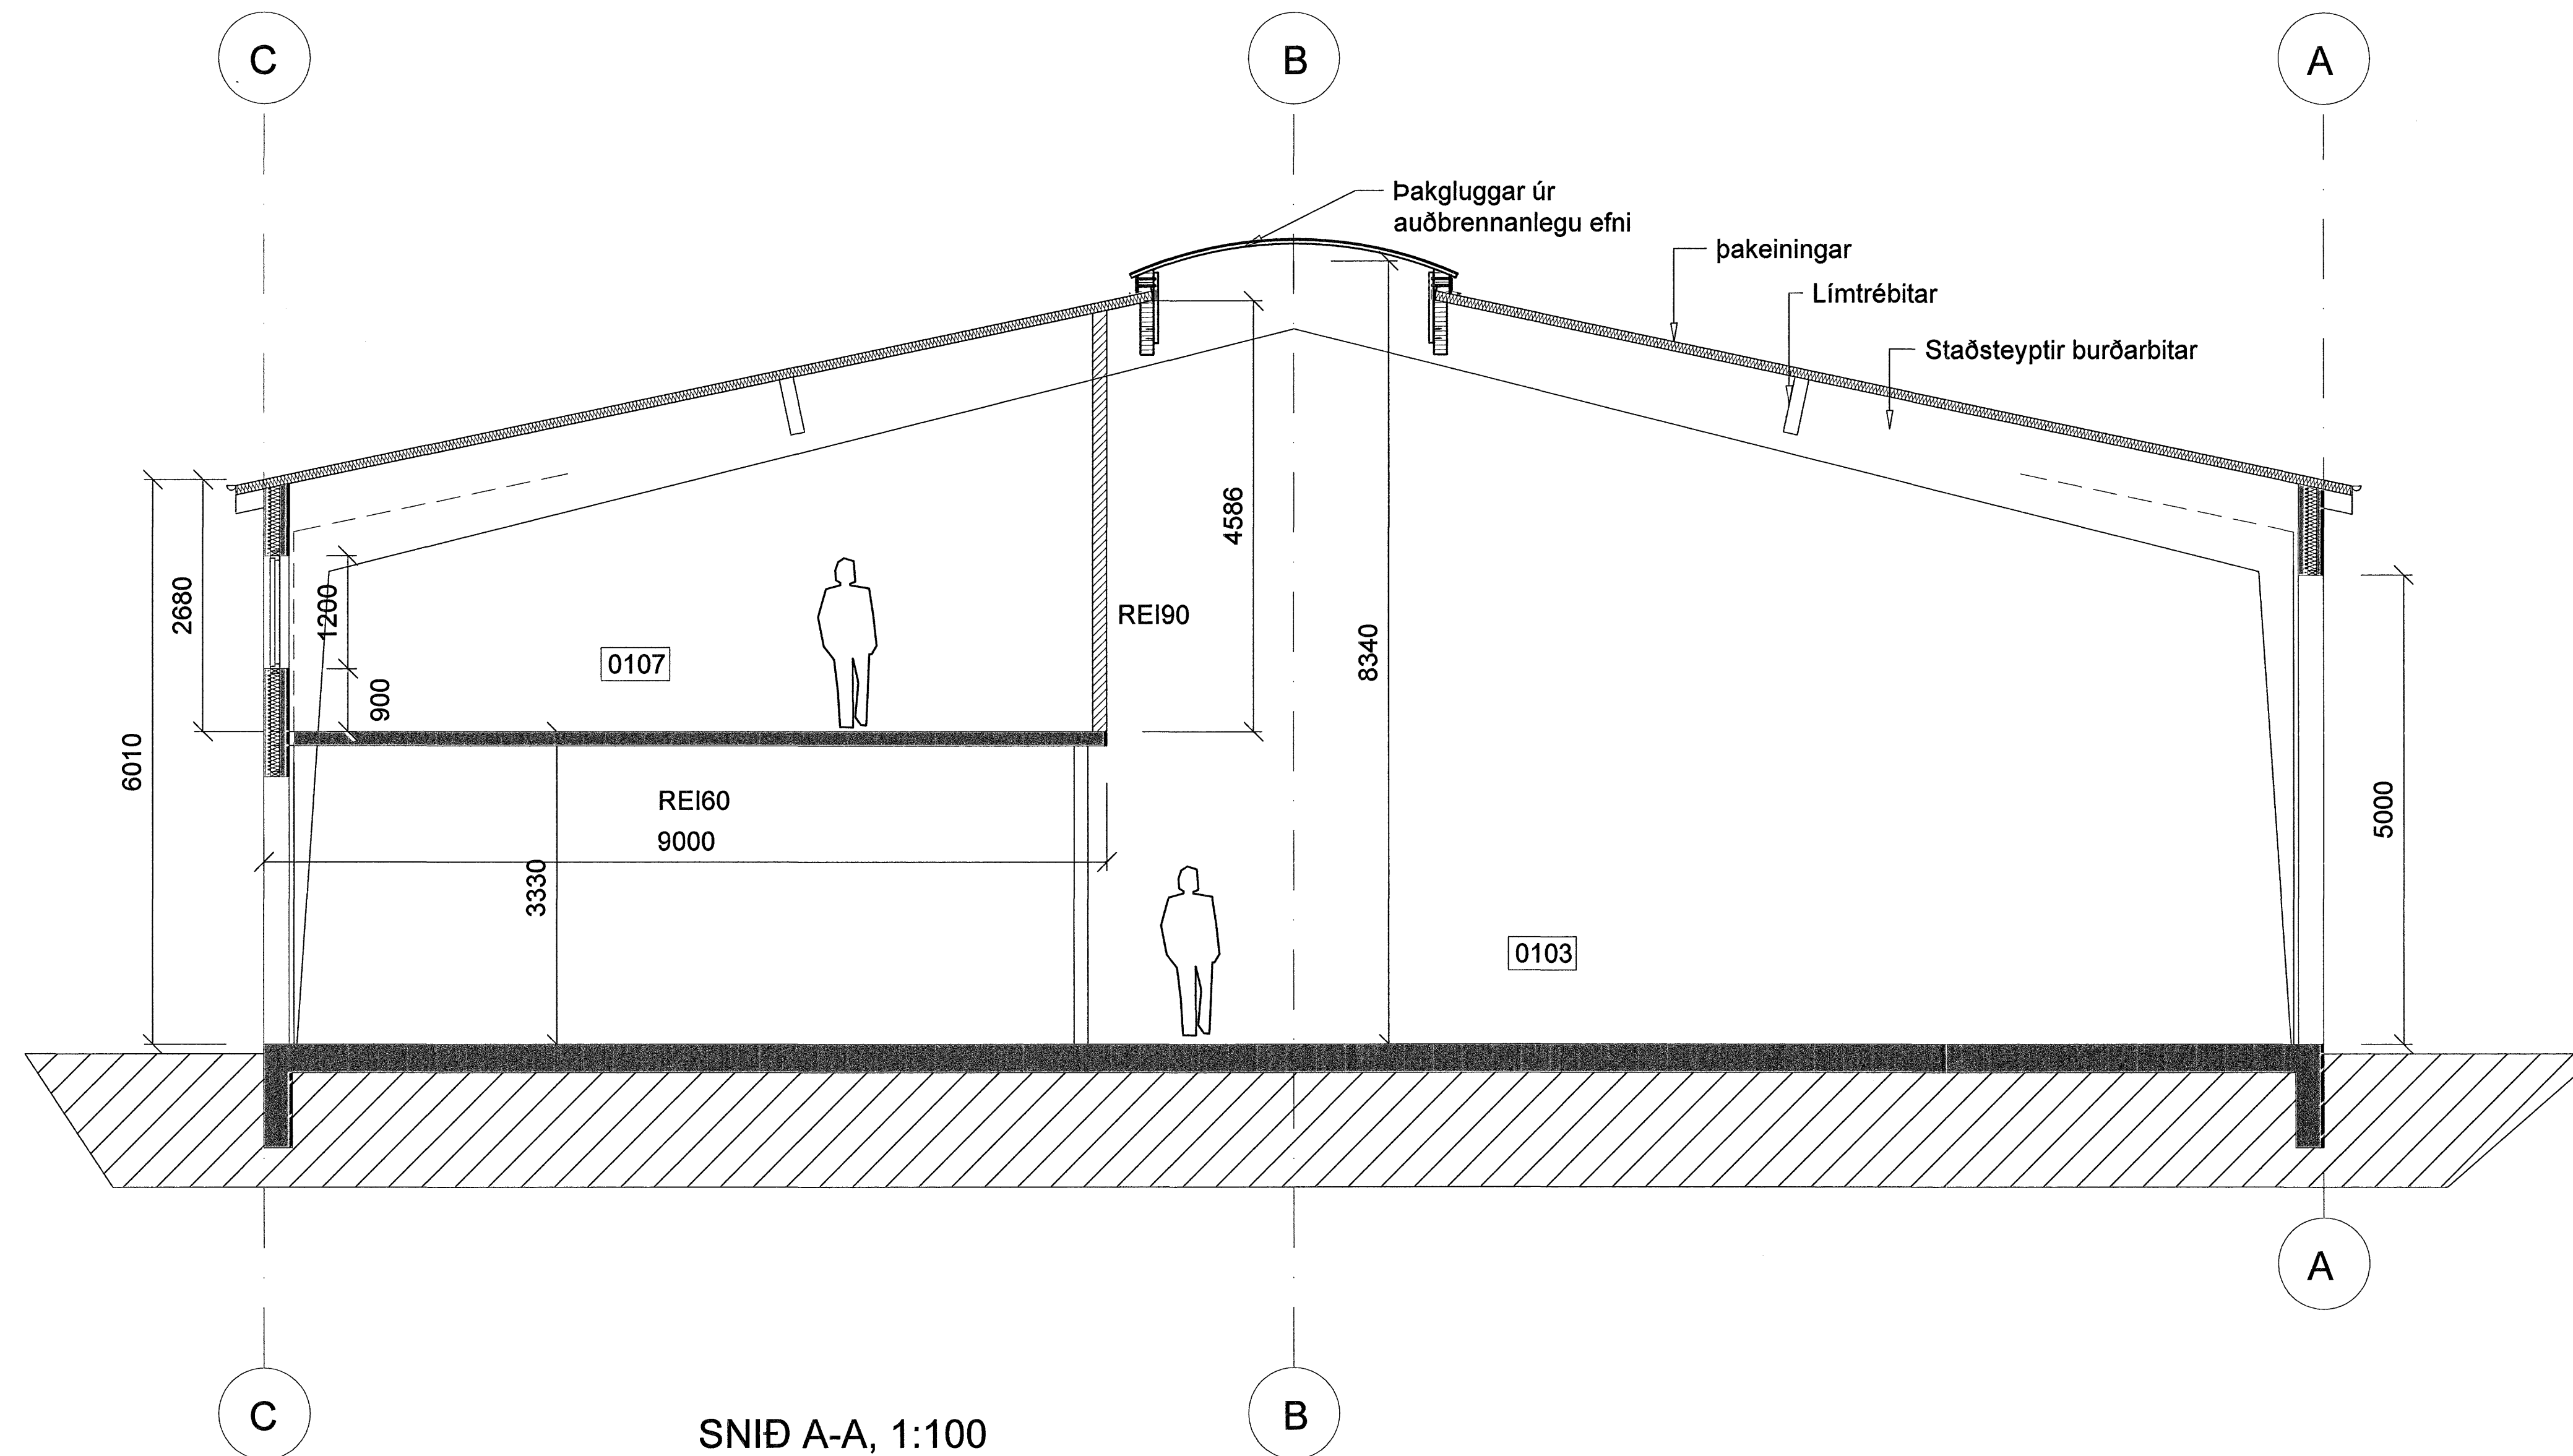 C
B
A
Þakgluggar úr
auðbrennanlegu efni
þakeiningar
Límtrébitar
Staðsteyptir burðarbitar
4586
2680
1200
REI90
8340
0107
900
6010
REI60
9000
5000
3330
0103
A
C
B
SNIÐ A-A, 1:100